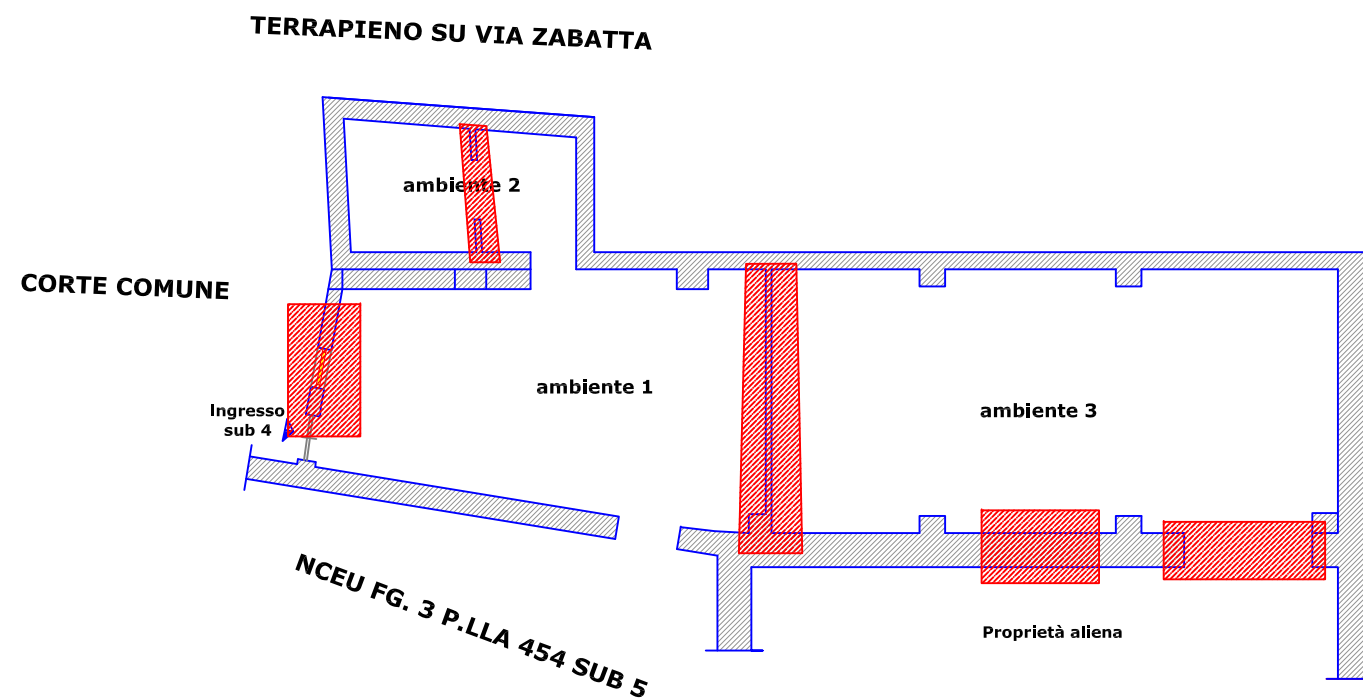 TERRAPIENO SU VIA ZABATTA
ambiente 2
CORTE COMUNE
ambiente 1
Ingresso
sub 4
ambiente 3
NCEU FG. 3 P.LLA 454 SUB 5
Proprietà aliena